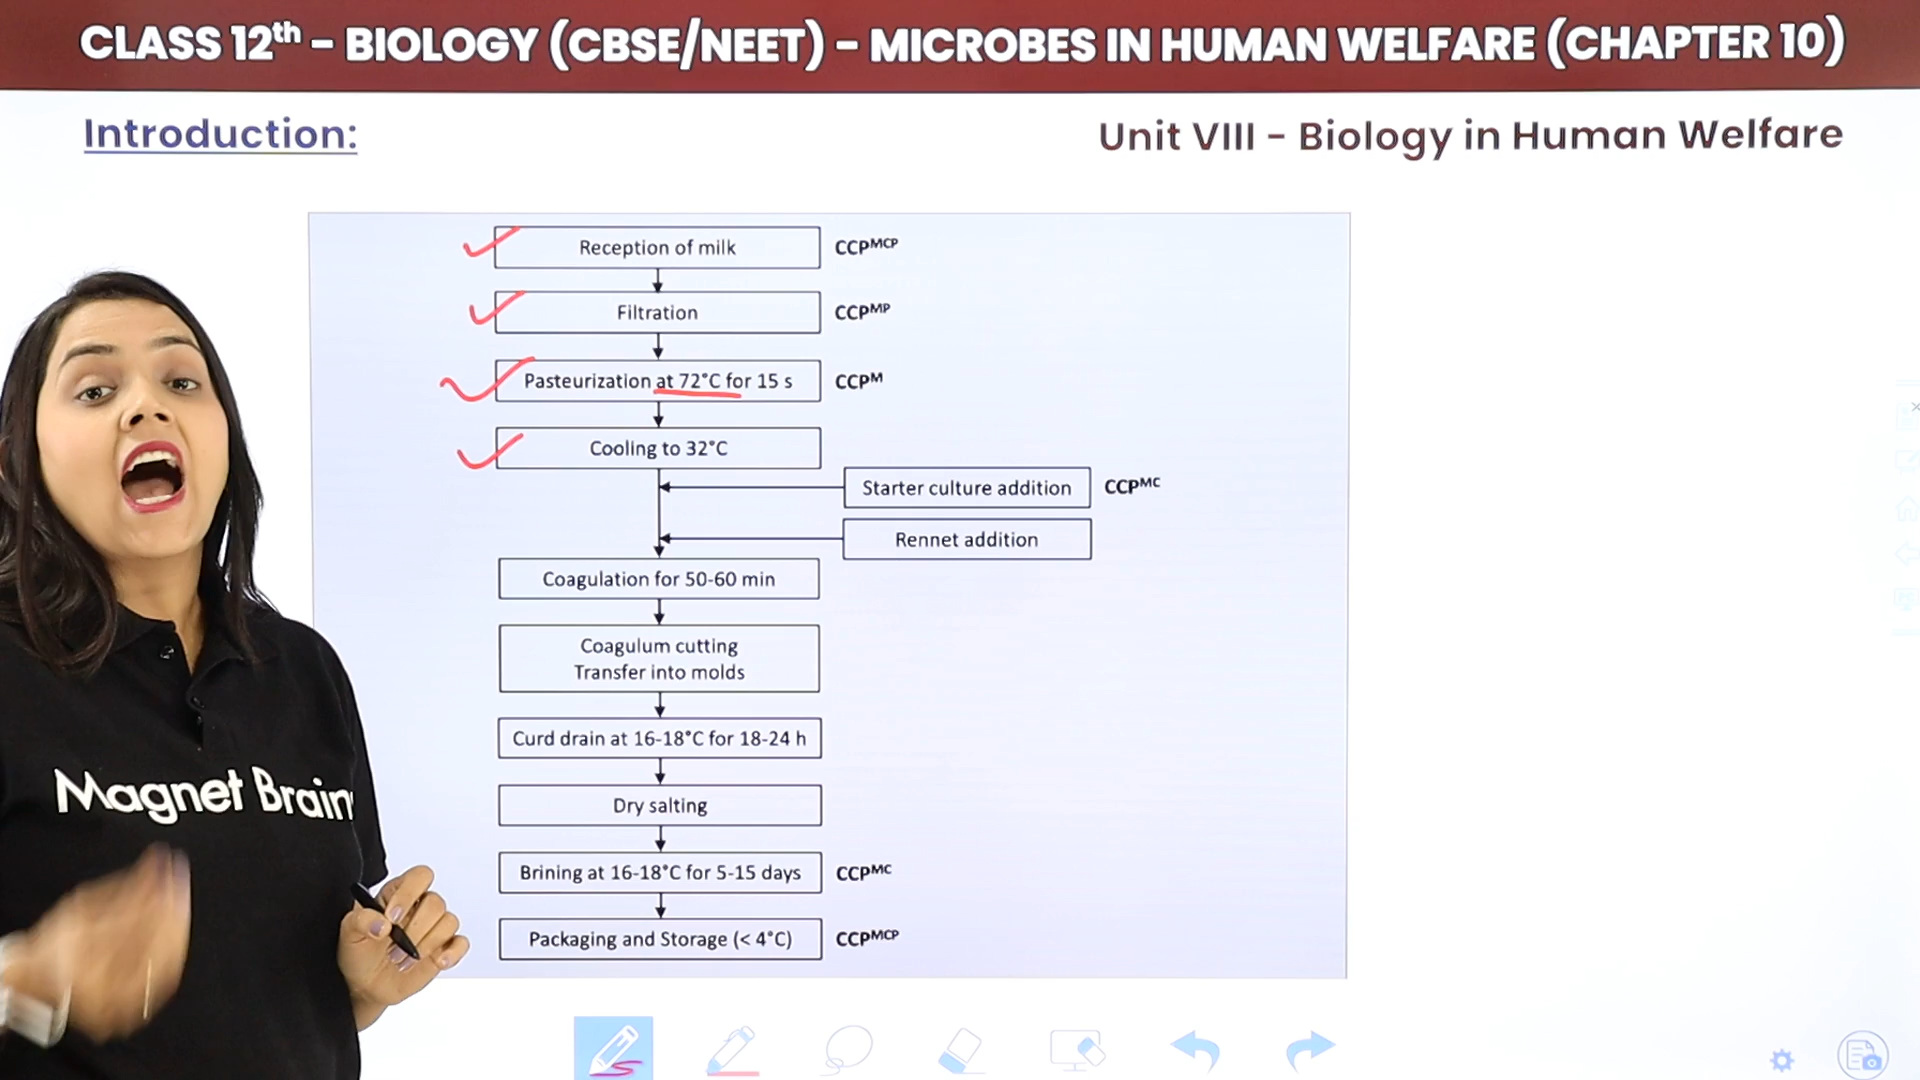 CLASS 12th – BIOLOGY (CBSE/NEET) – MICROBES IN HUMAN WELFARE (CHAPTER 10)
Introduction:
Unit VIII – Biology in Human Welfare
Reception of milk CCPMCP
Filtration CCPMP
Pasteurization at 72°C for 15 s CCPM
Cooling to 32°C
Starter culture addition CCPMC
Rennet addition
Coagulation for 50-60 min
Coagulum cutting
Transfer into molds
Curd drain at 16-18°C for 18-24 h
Dry salting
Brining at 16-18°C for 5-15 days CCPMC
Packaging and Storage (< 4°C) CCPMCP
Magnet Brain